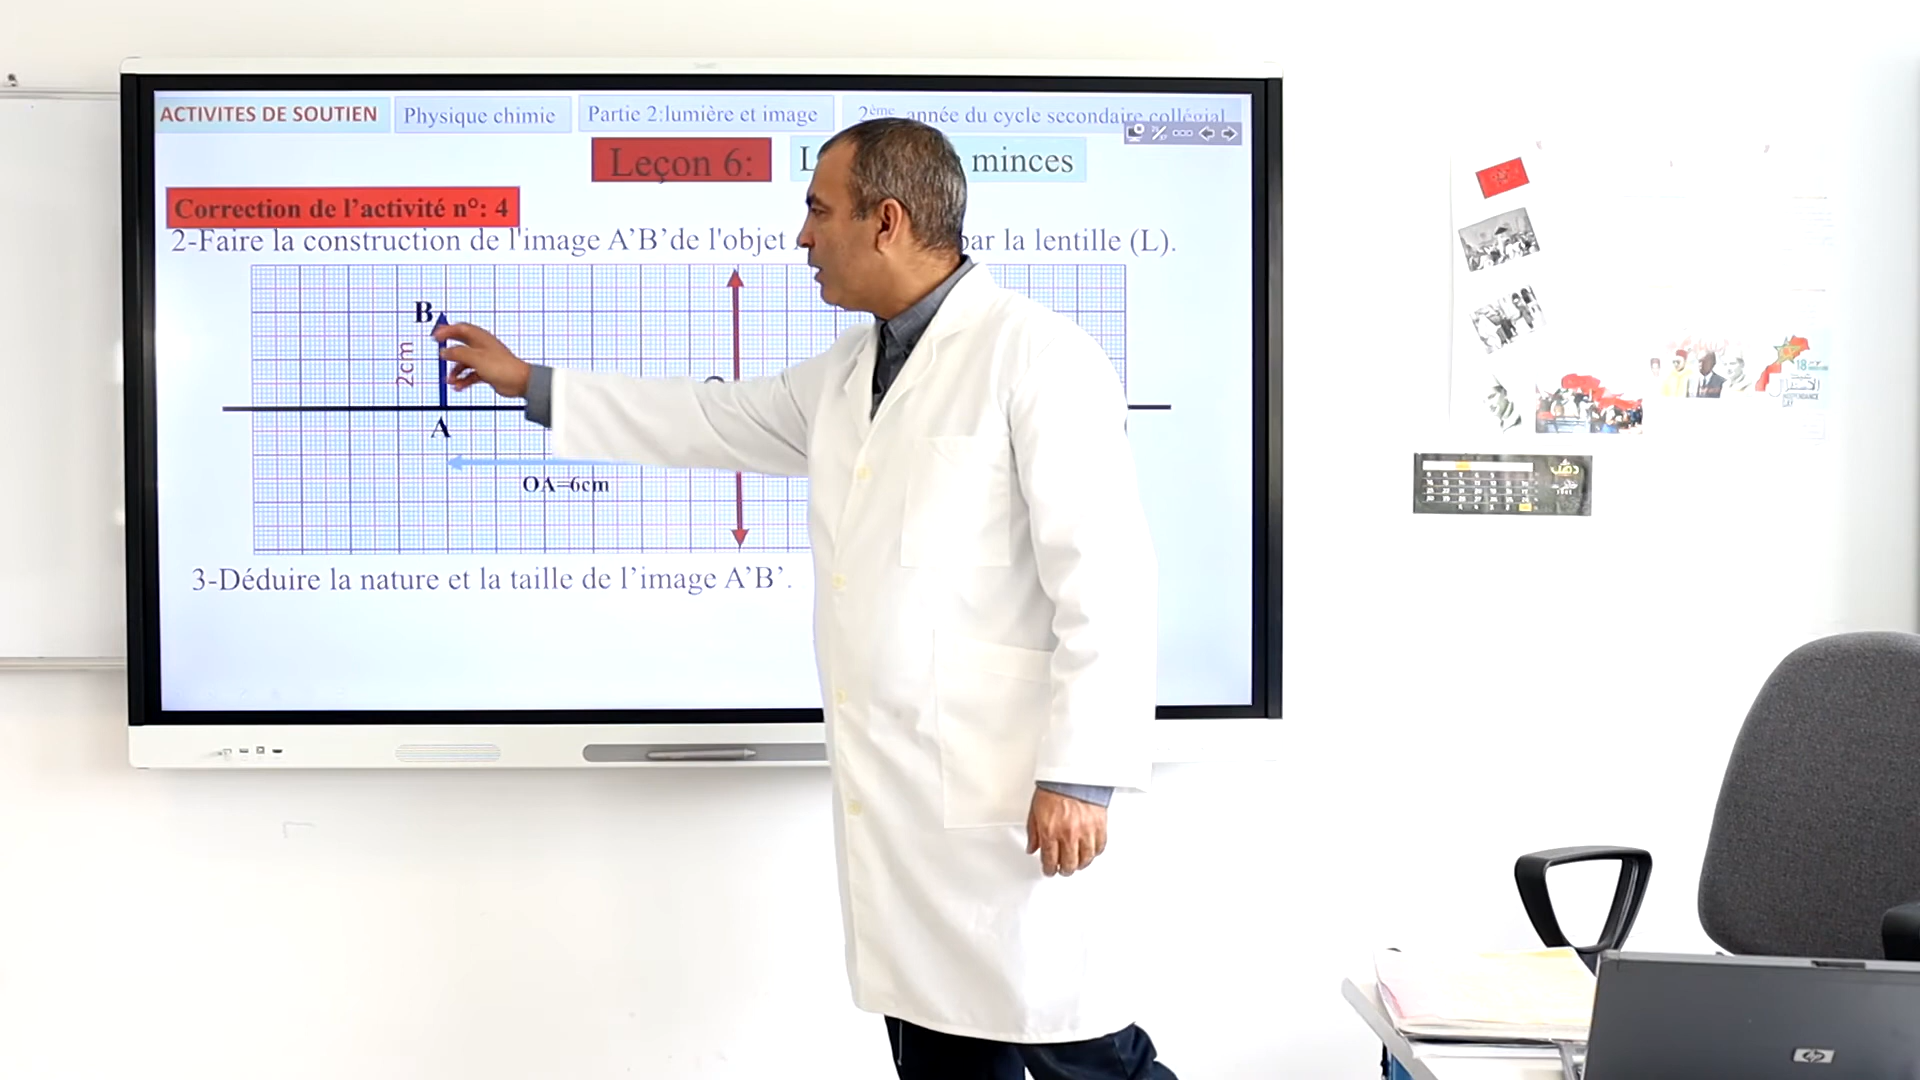 ACTIVITES DE SOUTIEN
Physique chimie
Partie 2:lumière et image
2ème année du cycle secondaire collégial
Leçon 6:
minces
Correction de l’activité n°: 4
2-Faire la construction de l'image A’B’de l'objet par la lentille (L).
B
2cm
A
OA=6cm
3-Déduire la nature et la taille de l’image A’B’.
18
hp